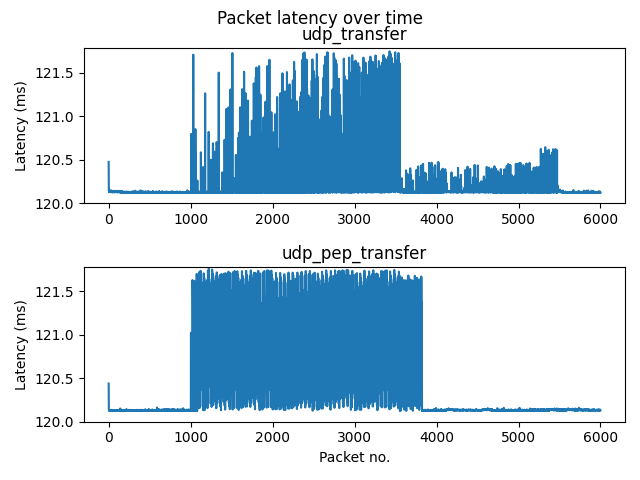 Packet latency over time
udp_transfer
Latency (ms)
121.5
121.0
120.5
120.0
0 1000 2000 3000 4000 5000 6000
udp_pep_transfer
Latency (ms)
121.5
121.0
120.5
120.0
0 1000 2000 3000 4000 5000 6000
Packet no.